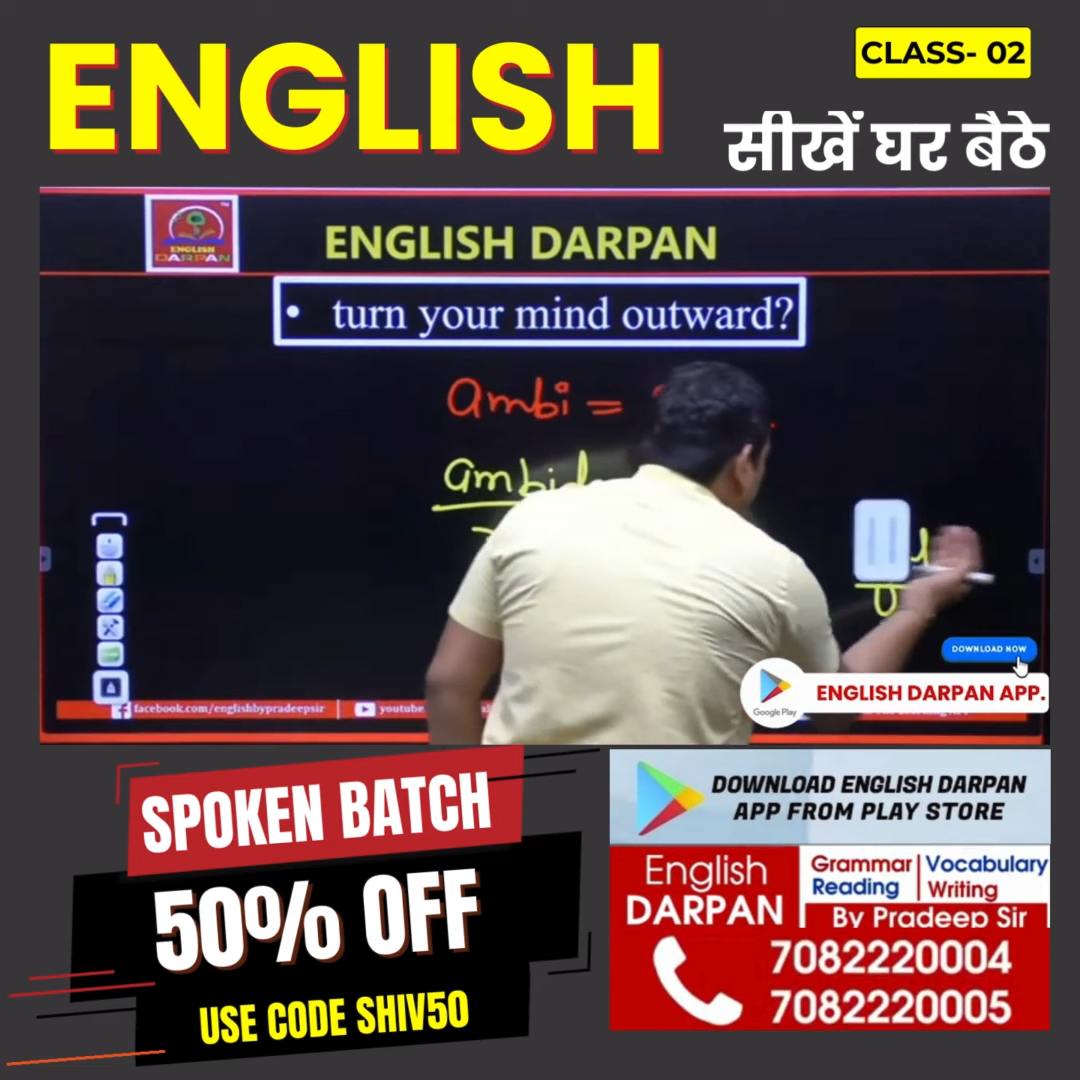 ENGLISH
CLASS- 02
सीखें घर बैठे
ENGLISH
DARPAN
ENGLISH DARPAN
• turn your mind outward?
ambi =
DOWNLOAD NOW
Google Play
ENGLISH DARPAN APP.
facebook.com/englishbypradeepsir
SPOKEN BATCH
50% OFF
USE CODE SHIV50
DOWNLOAD ENGLISH DARPAN
APP FROM PLAY STORE
English
DARPAN
Grammar | Vocabulary
Reading | Writing
By Pradeep Sir
7082220004
7082220005